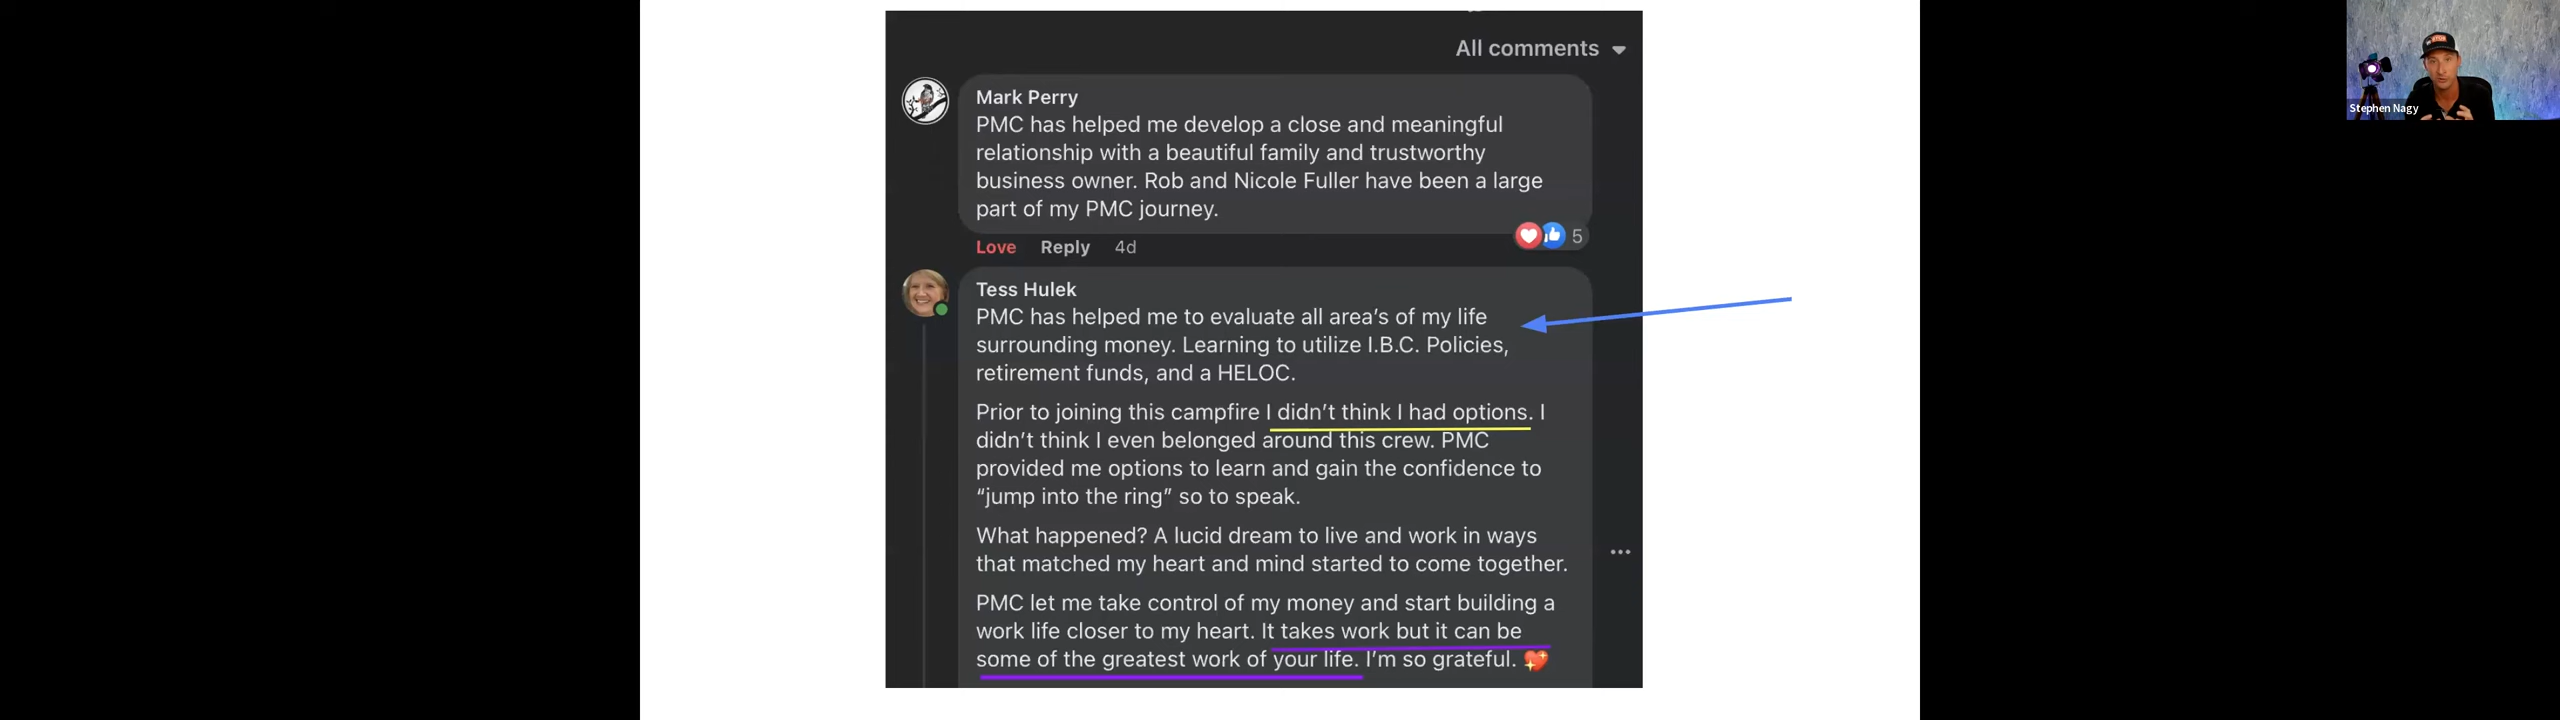 All comments
Mark Perry
PMC has helped me develop a close and meaningful
relationship with a beautiful family and trustworthy
business owner. Rob and Nicole Fuller have been a large
part of my PMC journey.
5
Love Reply 4d
Tess Hulek
PMC has helped me to evaluate all area’s of my life
surrounding money. Learning to utilize I.B.C. Policies,
retirement funds, and a HELOC.
Prior to joining this campfire I didn’t think I had options. I
didn’t think I even belonged around this crew. PMC
provided me options to learn and gain the confidence to
“jump into the ring” so to speak.
What happened? A lucid dream to live and work in ways
that matched my heart and mind started to come together.
PMC let me take control of my money and start building a
work life closer to my heart. It takes work but it can be
some of the greatest work of your life. I’m so grateful. 💖
Stephen Nagy